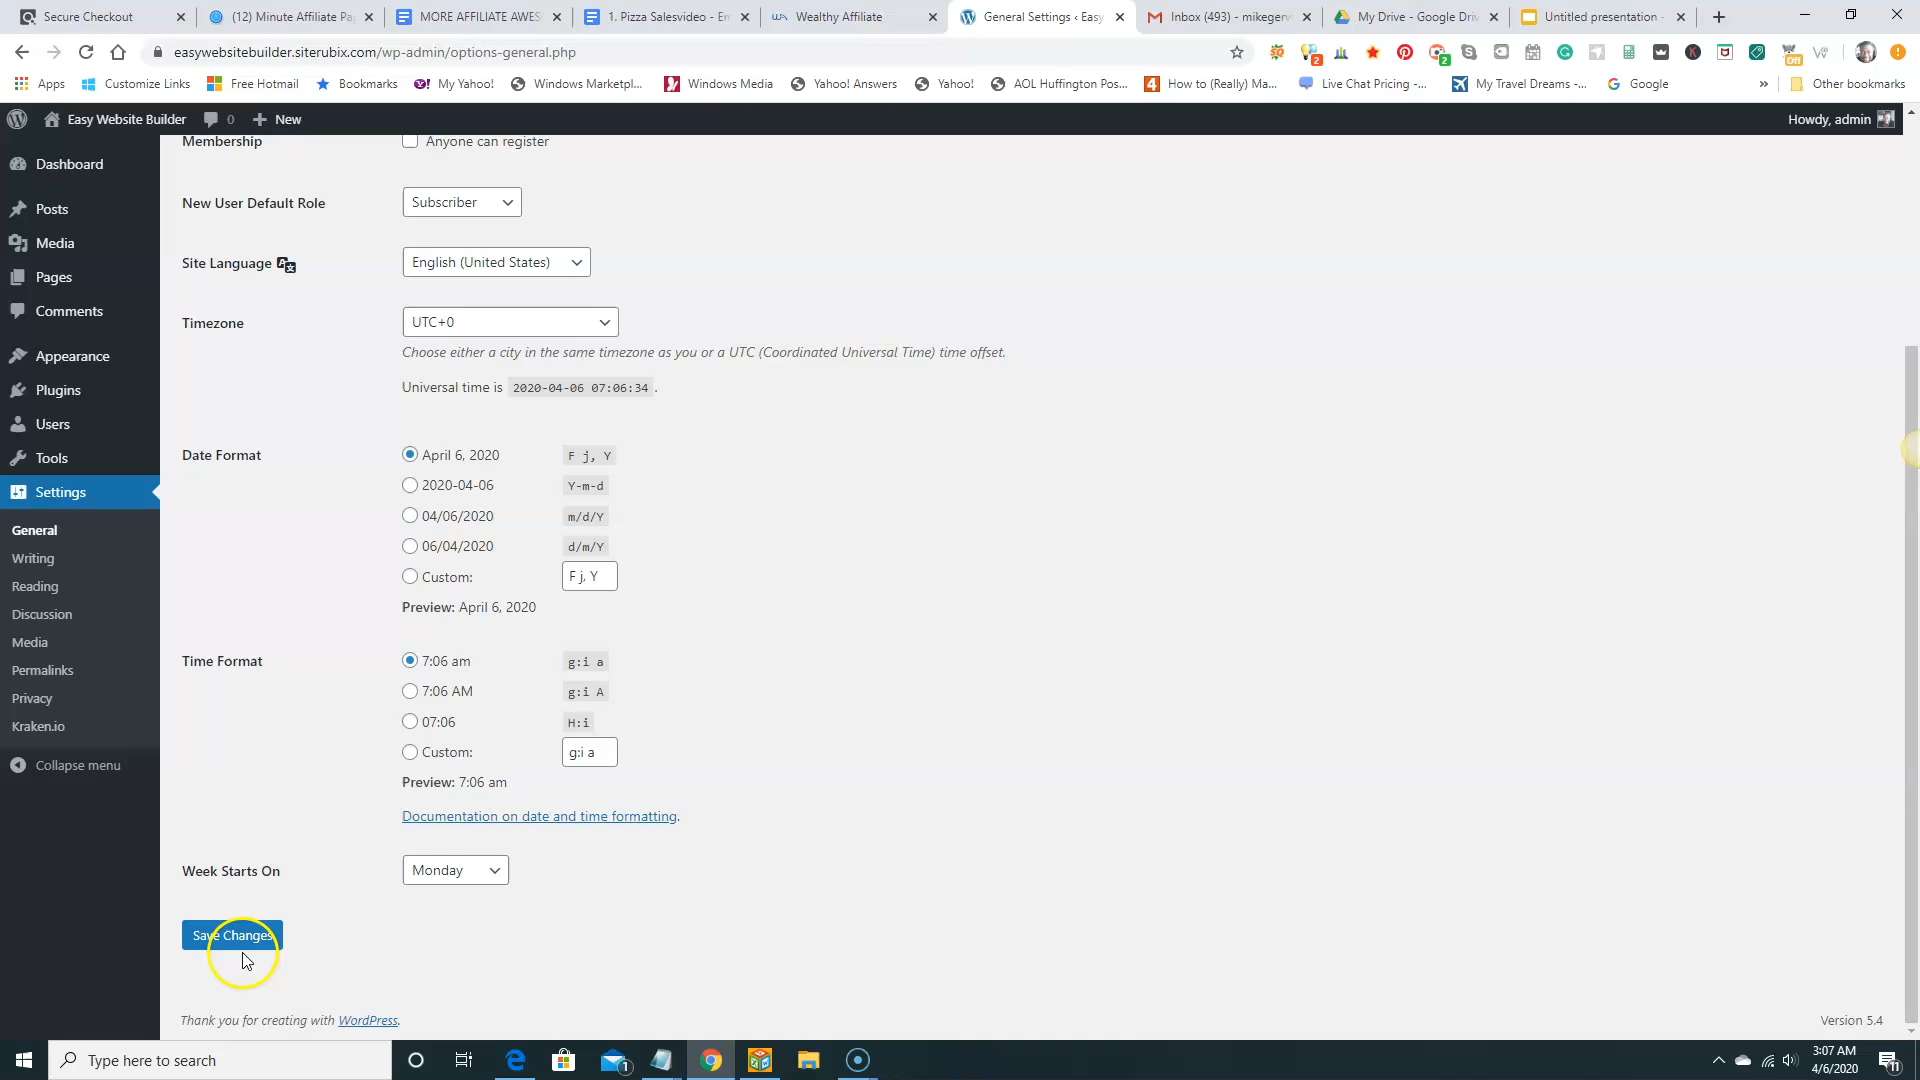 Secure Checkout
(12) Minute Affiliate Pa
MORE AFFILIATE AWES
1. Pizza Salesvideo - En
WA Wealthy Affiliate
General Settings ‹ Easy
Inbox (493) - mikegerv
My Drive - Google Driv
Untitled presentation -
easywebsitebuilder.siterubix.com/wp-admin/options-general.php
Apps
Customize Links
Free Hotmail
Bookmarks
My Yahoo!
Windows Marketpl...
Windows Media
Yahoo! Answers
Yahoo!
AOL Huffington Pos...
How to (Really) Ma...
Live Chat Pricing -...
My Travel Dreams -...
Google
»
Other bookmarks
Easy Website Builder
0
New
Howdy, admin
Dashboard
Posts
Media
Pages
Comments
Appearance
Plugins
Users
Tools
Settings
General
Writing
Reading
Discussion
Media
Permalinks
Privacy
Kraken.io
Collapse menu
Membership
Anyone can register
New User Default Role
Subscriber
Site Language
English (United States)
Timezone
UTC+0
Choose either a city in the same timezone as you or a UTC (Coordinated Universal Time) time offset.
Universal time is 2020-04-06 07:06:34 .
Date Format
April 6, 2020 F j, Y
2020-04-06 Y-m-d
04/06/2020 m/d/Y
06/04/2020 d/m/Y
Custom: F j, Y
Preview: April 6, 2020
Time Format
7:06 am g:i a
7:06 AM g:i A
07:06 H:i
Custom: g:i a
Preview: 7:06 am
Documentation on date and time formatting.
Week Starts On
Monday
Save Changes
Thank you for creating with WordPress.
Version 5.4
Type here to search
1
3:07 AM
4/6/2020
11